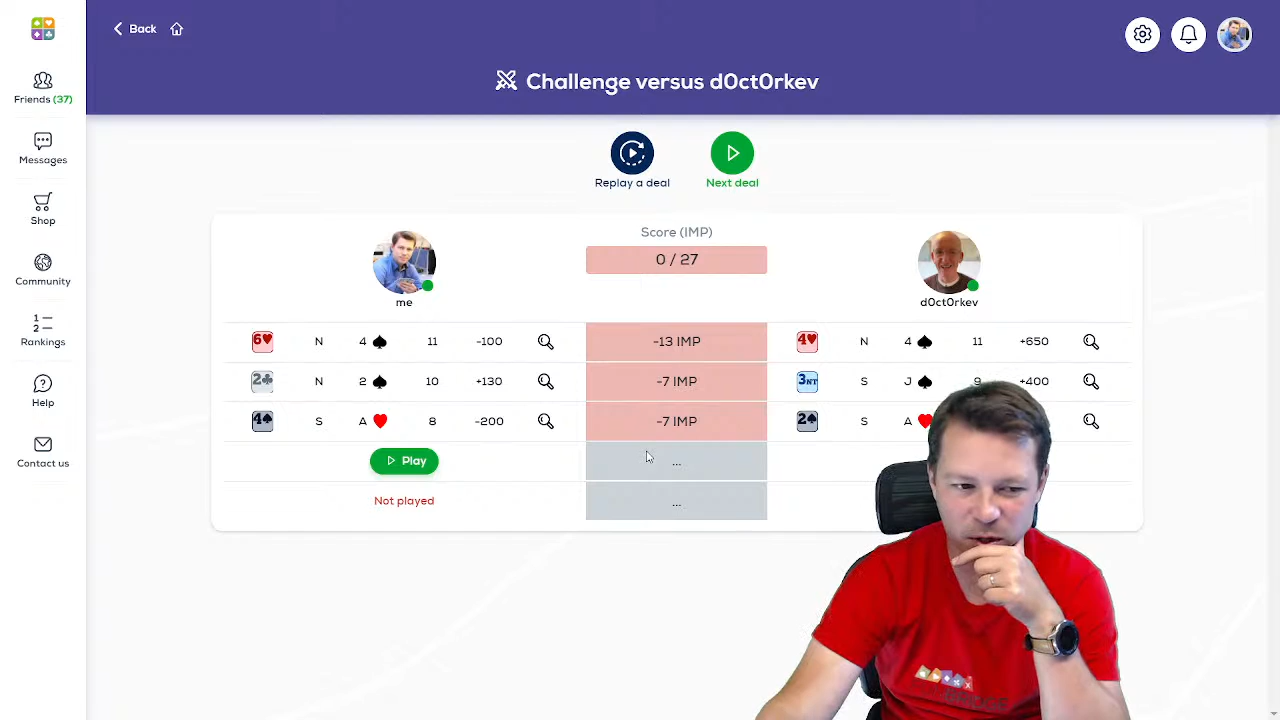 Back
Challenge versus d0ct0rkev
Friends (37)
Messages
Shop
Community
1
2
Rankings
Help
Contact us
Replay a deal
Next deal
Score (IMP)
0 / 27
me
d0ct0rkev
6♥ N 4 ♠ 11 -100 -13 IMP 4♥ N 4 ♠ 11 +650
2♣ N 2 ♠ 10 +130 -7 IMP 3NT S J ♠ 9 +400
4♠ S A ♥ 8 -200 -7 IMP 2♠ S A ♥
Play ...
Not played ...